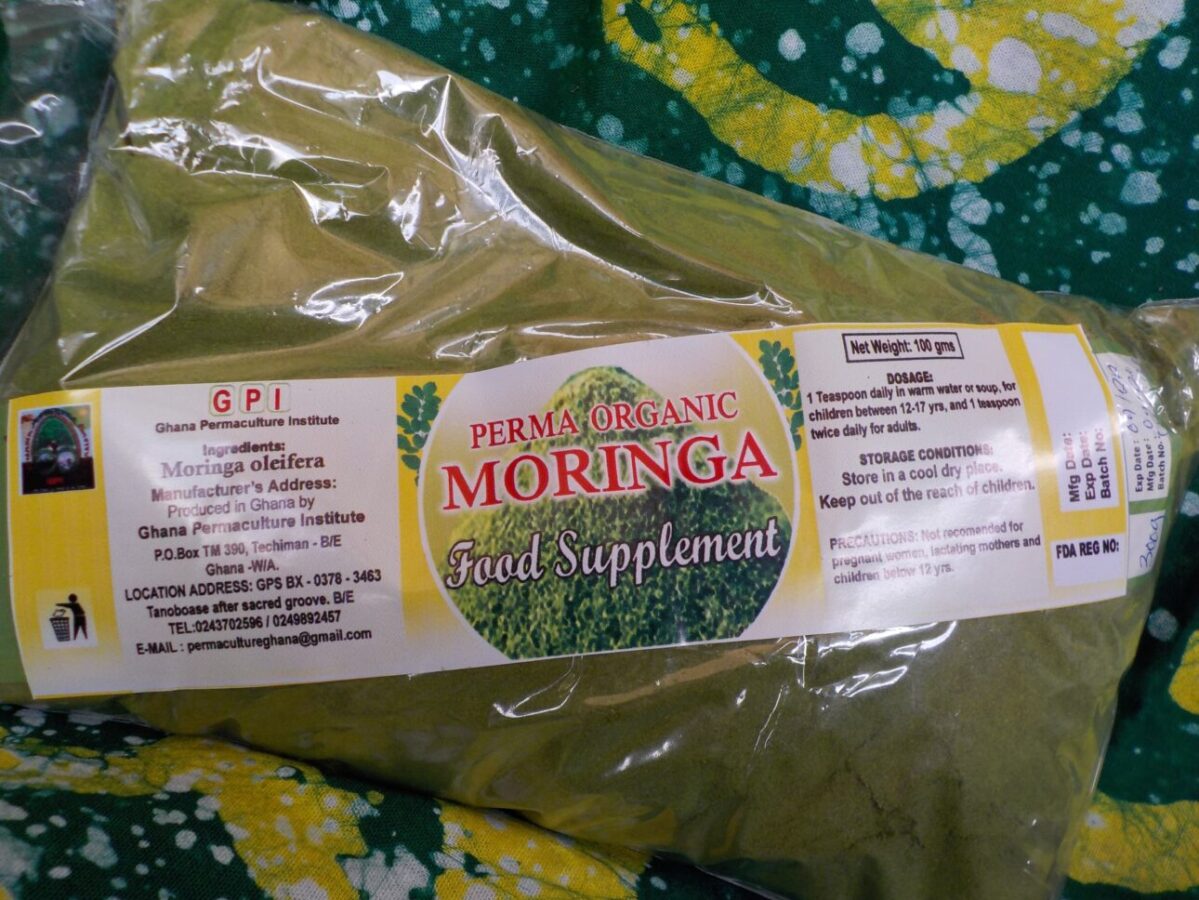 GPI
Ghana Permaculture Institute
Ingredients:
Moringa oleifera
Manufacturer's Address:
Produced in Ghana by
Ghana Permaculture Institute
P.O.Box TM 390, Techiman - B/E
Ghana -W/A.
LOCATION ADDRESS: GPS BX - 0378 - 3463
Tanoboase after sacred groove. B/E
TEL:0243702596 / 0249892457
E-MAIL : permacultureghana@gmail.com
PERMA ORGANIC
MORINGA
Food Supplement
Net Weight: 100 gms
DOSAGE:
1 Teaspoon daily in warm water or soup, for
children between 12-17 yrs, and 1 teaspoon
twice daily for adults.
STORAGE CONDITIONS:
Store in a cool dry place.
Keep out of the reach of children.
PRECAUTIONS: Not recomended for
pregnant women, lactating mothers and
children below 12 yrs.
Mfg Date:
Exp Date:
Batch No:
FDA REG NO:
Exp Date:
Mfg Date:
Batch No:
300g